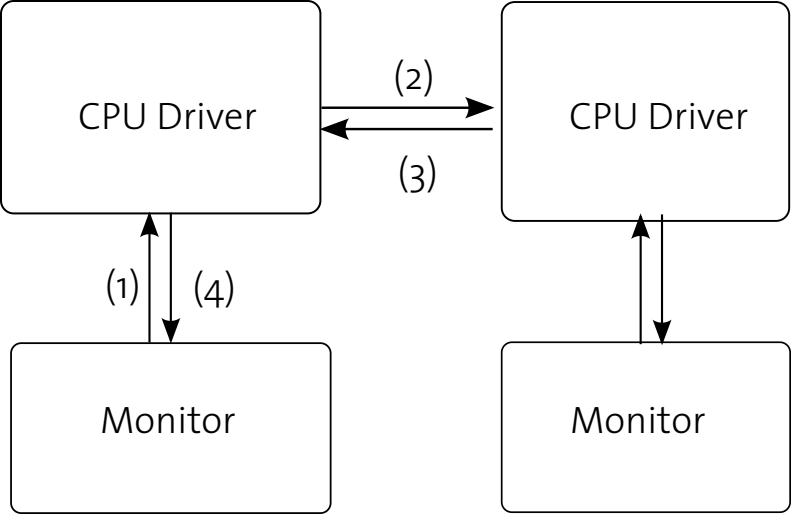 (2)
CPU Driver
CPU Driver
(3)
(1)
(4)
Monitor
Monitor